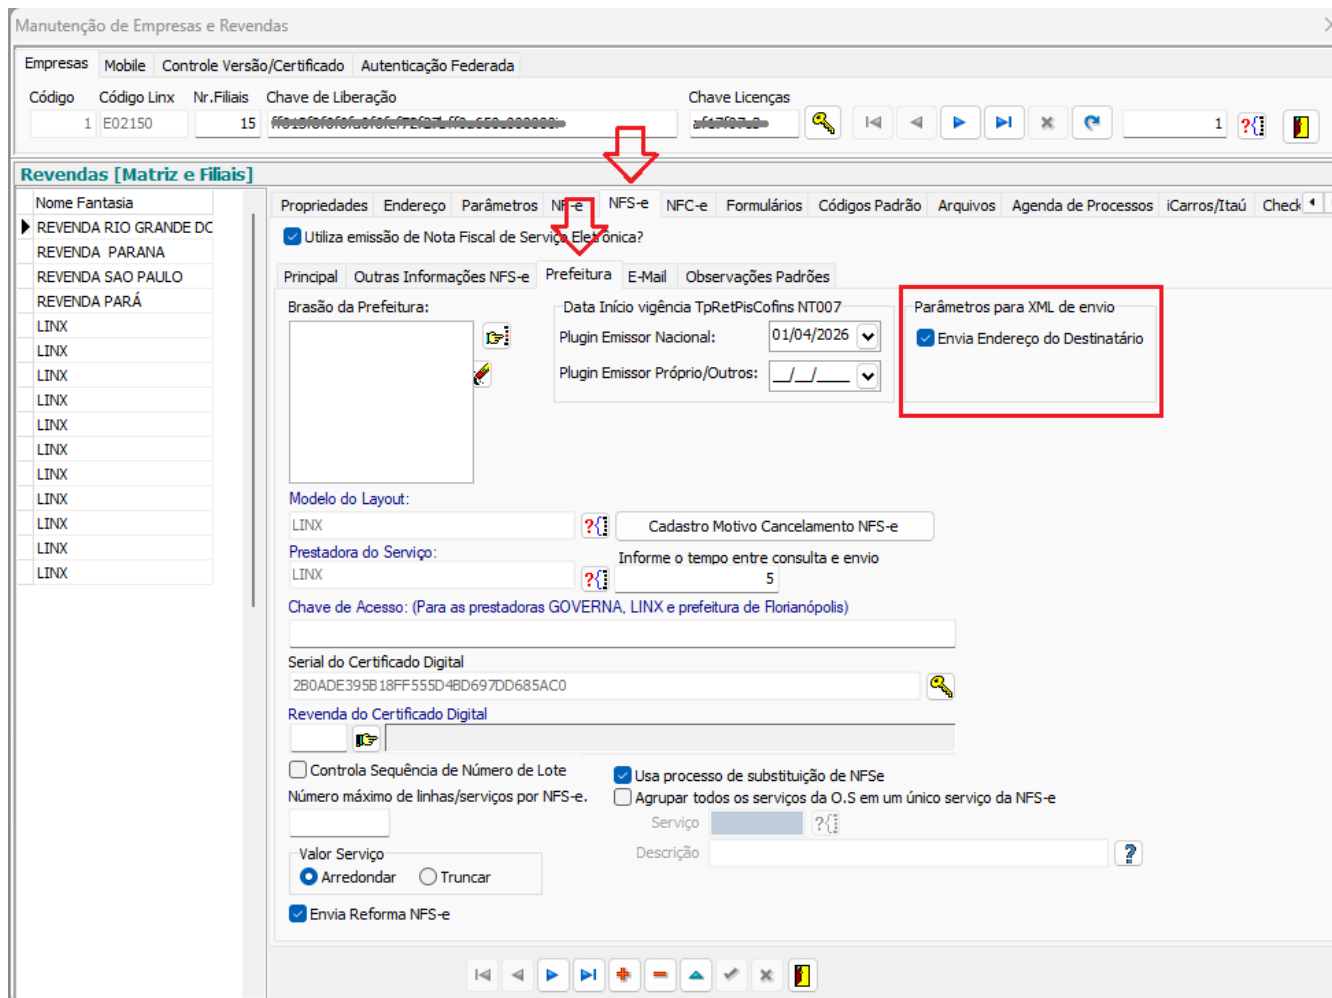 Manutenção de Empresas e Revendas
Empresas Mobile Controle Versão/Certificado Autenticação Federada
Código Código Linx Nr.Filiais Chave de Liberação Chave Licenças
1 E02150 15 1
Revendas [Matriz e Filiais]
Nome Fantasia
REVENDA RIO GRANDE DO
REVENDA PARANA
REVENDA SAO PAULO
REVENDA PARÁ
LINX
LINX
LINX
LINX
LINX
LINX
LINX
LINX
LINX
LINX
LINX
Propriedades Endereço Parâmetros NF-e NFS-e NFC-e Formulários Códigos Padrão Arquivos Agenda de Processos iCarros/Itaú Check
Utiliza emissão de Nota Fiscal de Serviço Eletrônica?
Principal Outras Informações NFS-e Prefeitura E-Mail Observações Padrões
Brasão da Prefeitura:
Data Início vigência TpRetPisCofins NT007
Plugin Emissor Nacional: 01/04/2026
Plugin Emissor Próprio/Outros: __/__/____
Parâmetros para XML de envio
Envia Endereço do Destinatário
Modelo do Layout:
LINX
Cadastro Motivo Cancelamento NFS-e
Prestadora do Serviço:
LINX
Informe o tempo entre consulta e envio
5
Chave de Acesso: (Para as prestadoras GOVERNA, LINX e prefeitura de Florianópolis)
Serial do Certificado Digital
2B0ADE395B18FF555D4BD697DD685AC0
Revenda do Certificado Digital
Controla Sequência de Número de Lote
Usa processo de substituição de NFSe
Número máximo de linhas/serviços por NFS-e.
Agrupar todos os serviços da O.S em um único serviço da NFS-e
Serviço
Descrição
Valor Serviço
Arredondar Truncar
Envia Reforma NFS-e